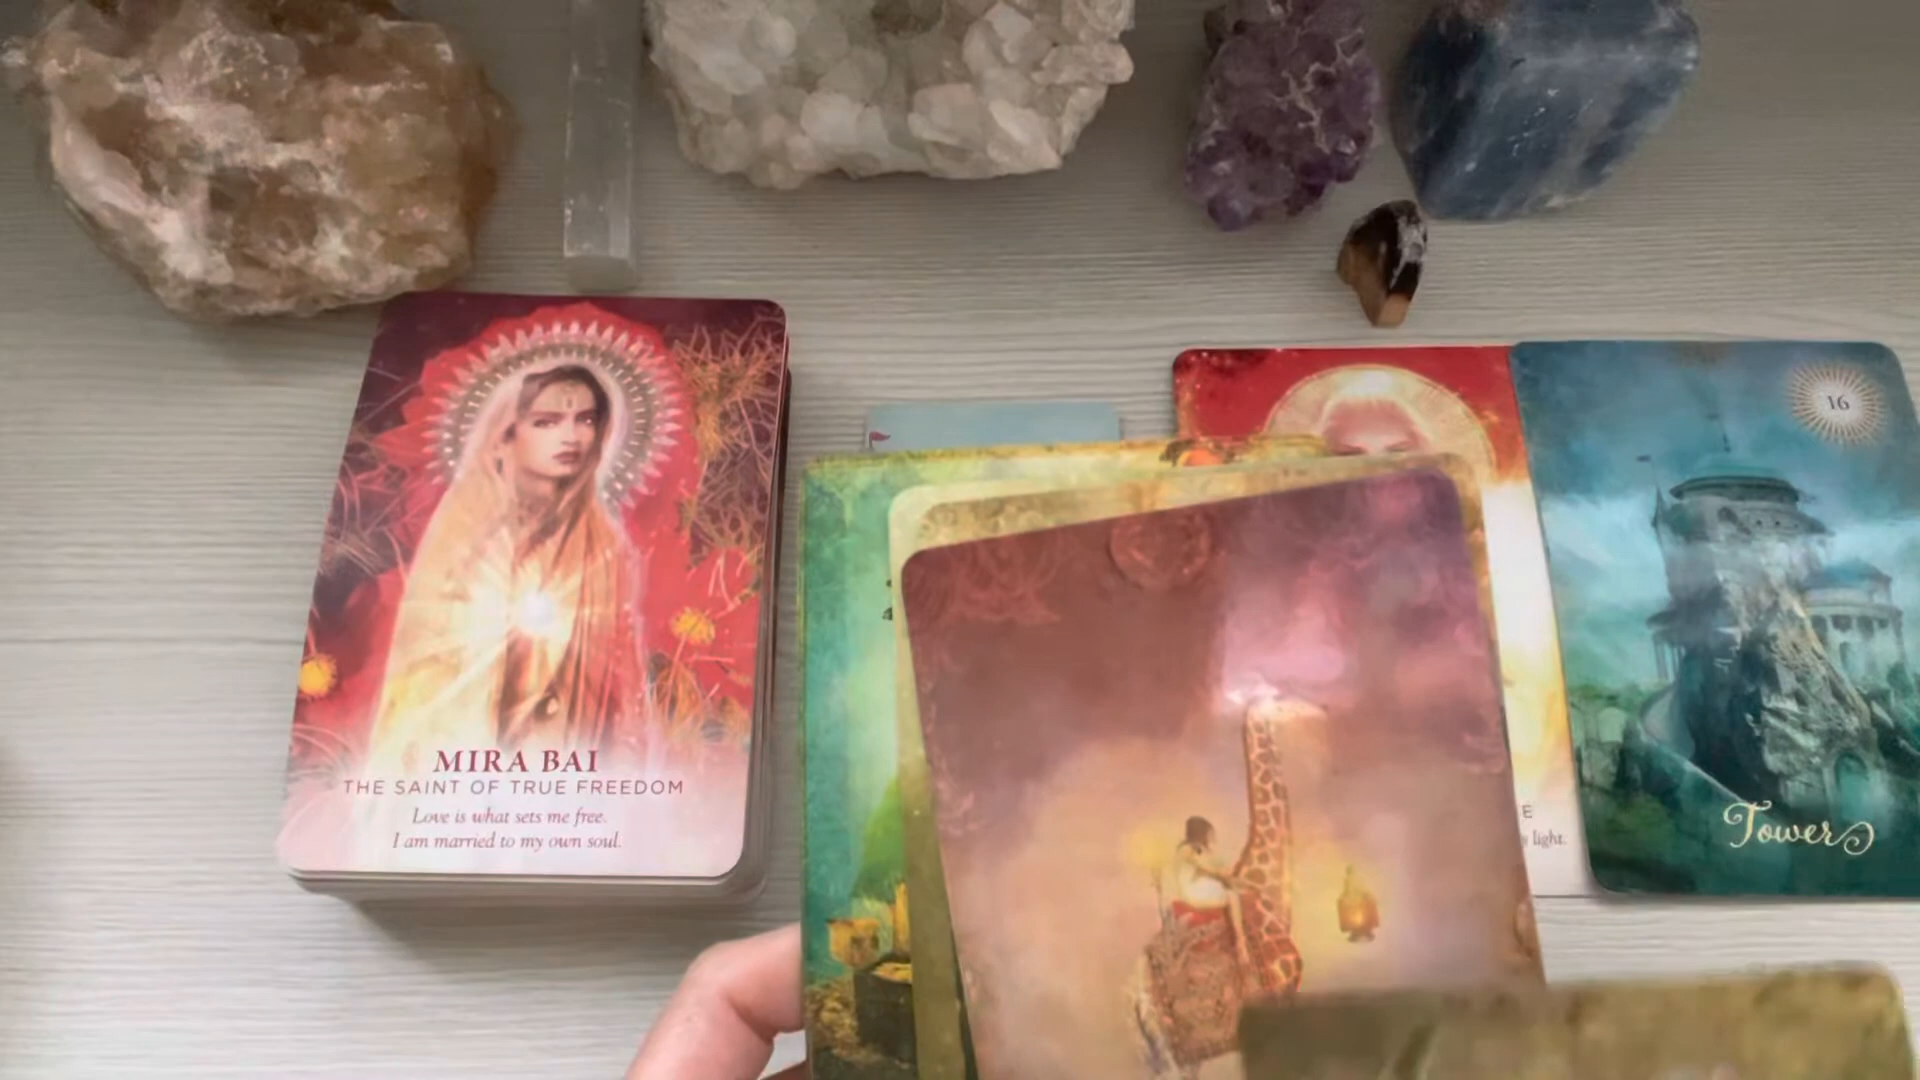 MIRA BAI
THE SAINT OF TRUE FREEDOM
Love is what sets me free.
I am married to my own soul.
16
Tower
light.